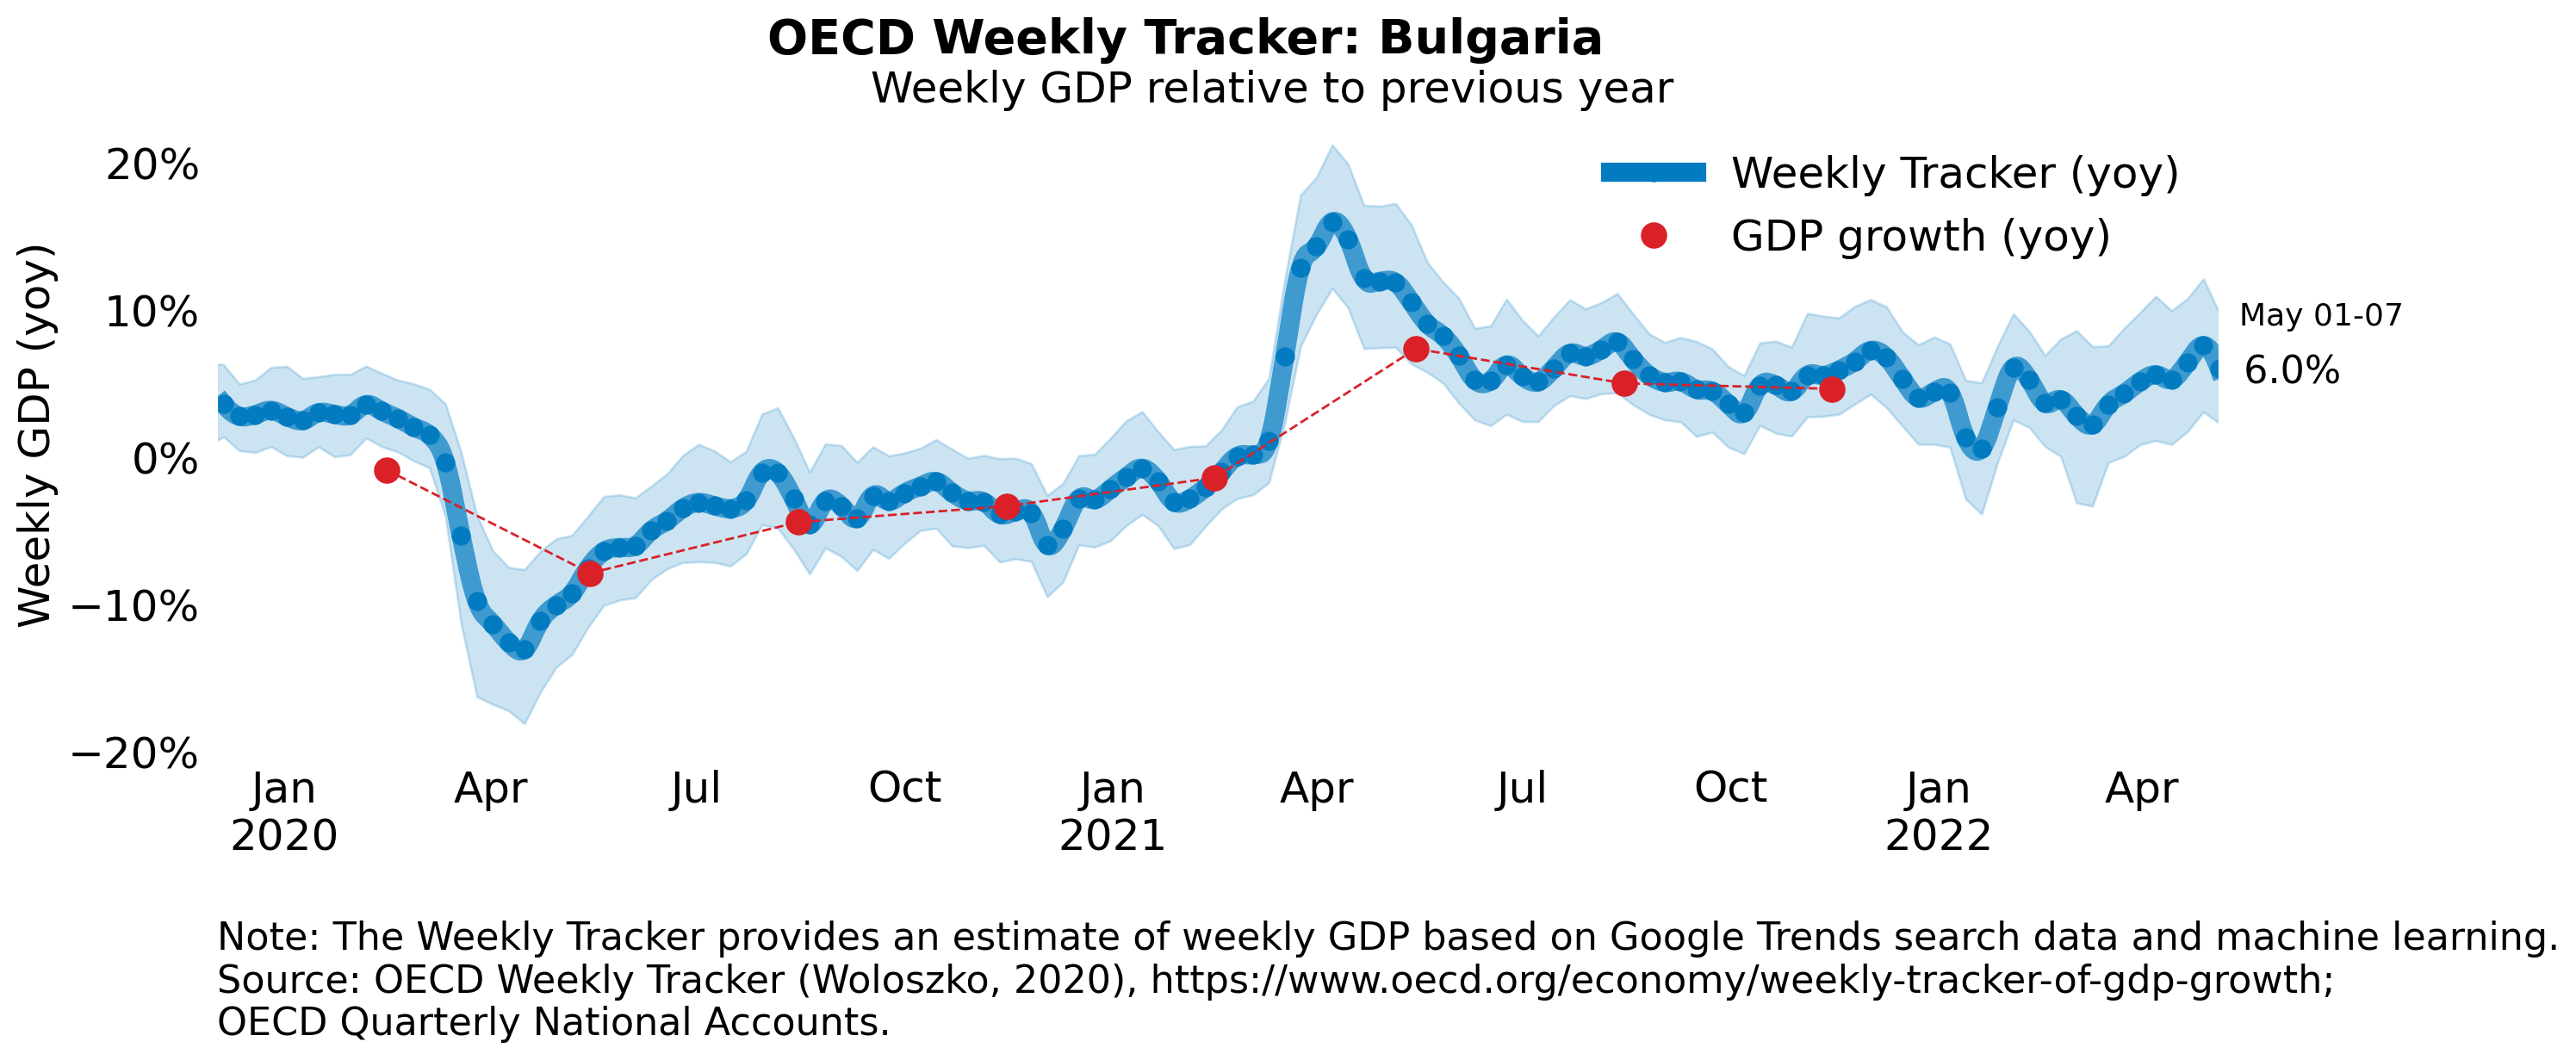 OECD Weekly Tracker: Bulgaria
Weekly GDP relative to previous year
Weekly GDP (yoy)
20%
10%
0%
−10%
−20%
Weekly Tracker (yoy)
GDP growth (yoy)
May 01-07
6.0%
Jan
2020
Apr
Jul
Oct
Jan
2021
Apr
Jul
Oct
Jan
2022
Apr
Note: The Weekly Tracker provides an estimate of weekly GDP based on Google Trends search data and machine learning.
Source: OECD Weekly Tracker (Woloszko, 2020), https://www.oecd.org/economy/weekly-tracker-of-gdp-growth;
OECD Quarterly National Accounts.